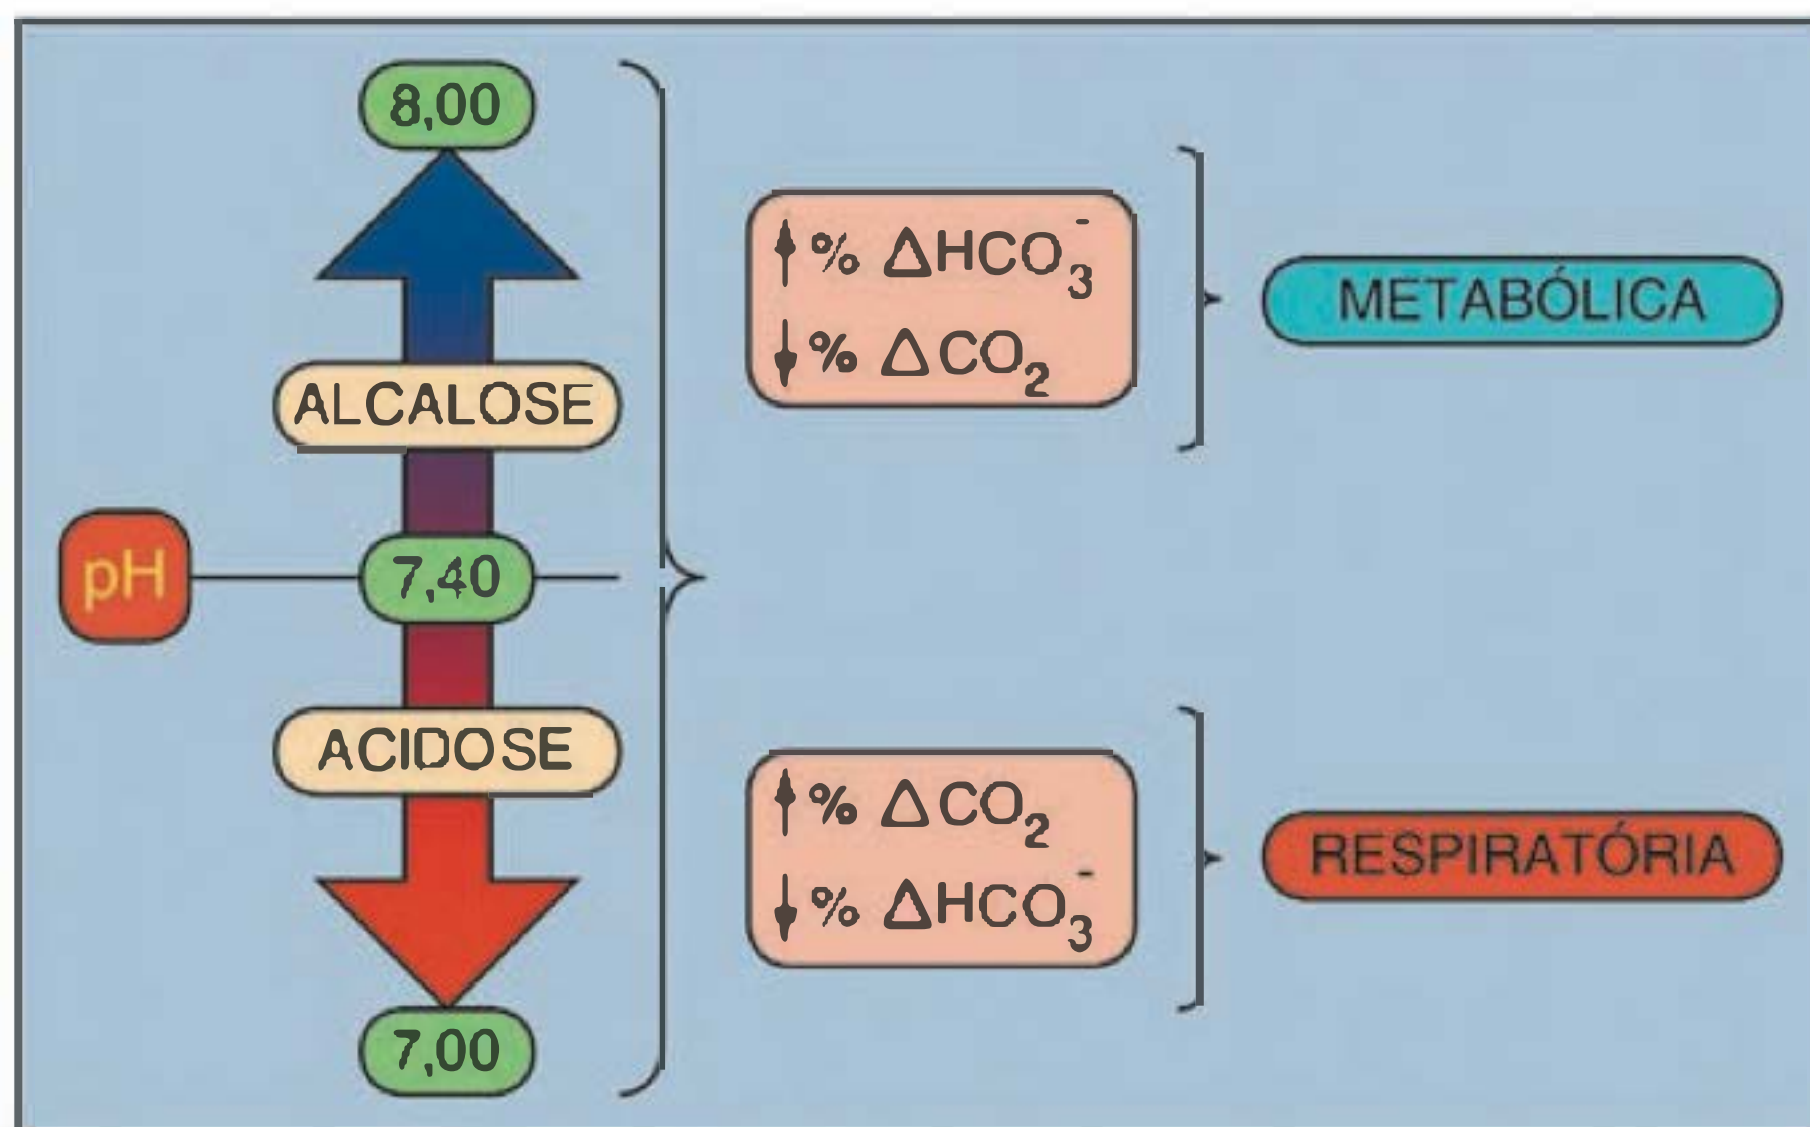 8,00
ALCALOSE
pH
7,40
ACIDOSE
7,00
↑ % ΔHCO₃⁻
↓ % ΔCO₂
METABÓLICA
↑ % ΔCO₂
↓ % ΔHCO₃⁻
RESPIRATÓRIA